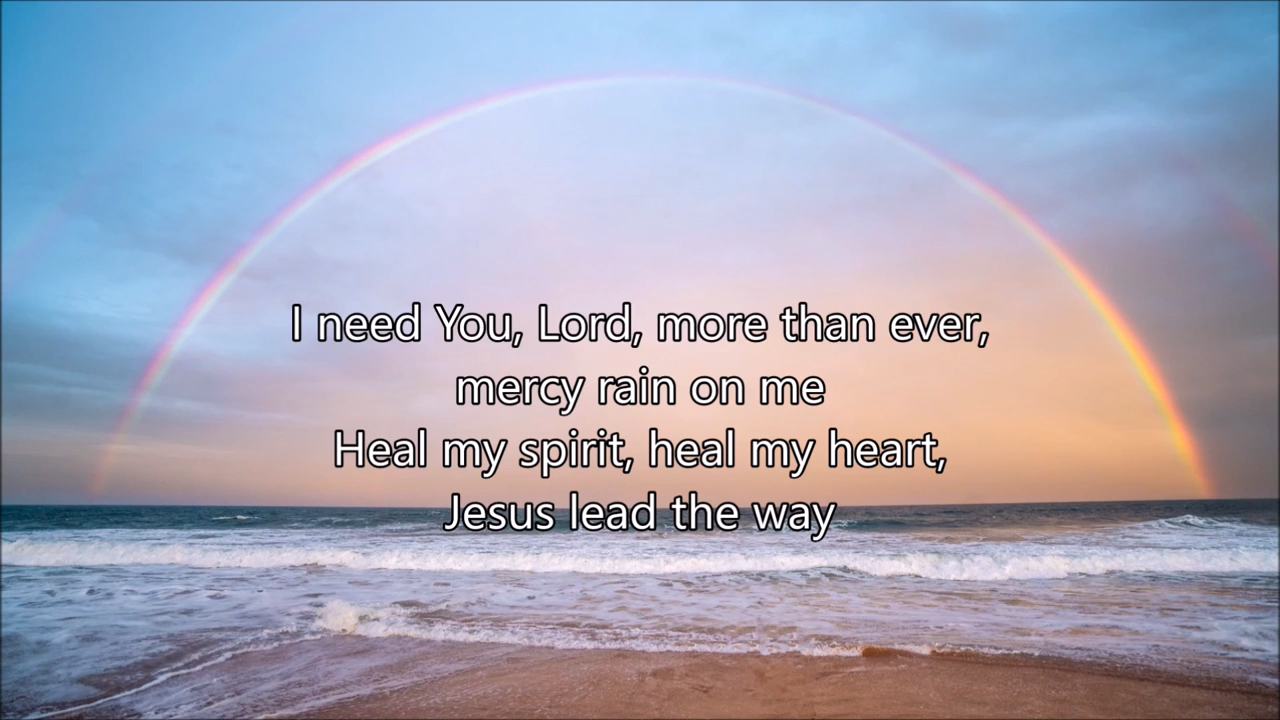 I need You, Lord, more than ever,
mercy rain on me
Heal my spirit, heal my heart,
Jesus lead the way